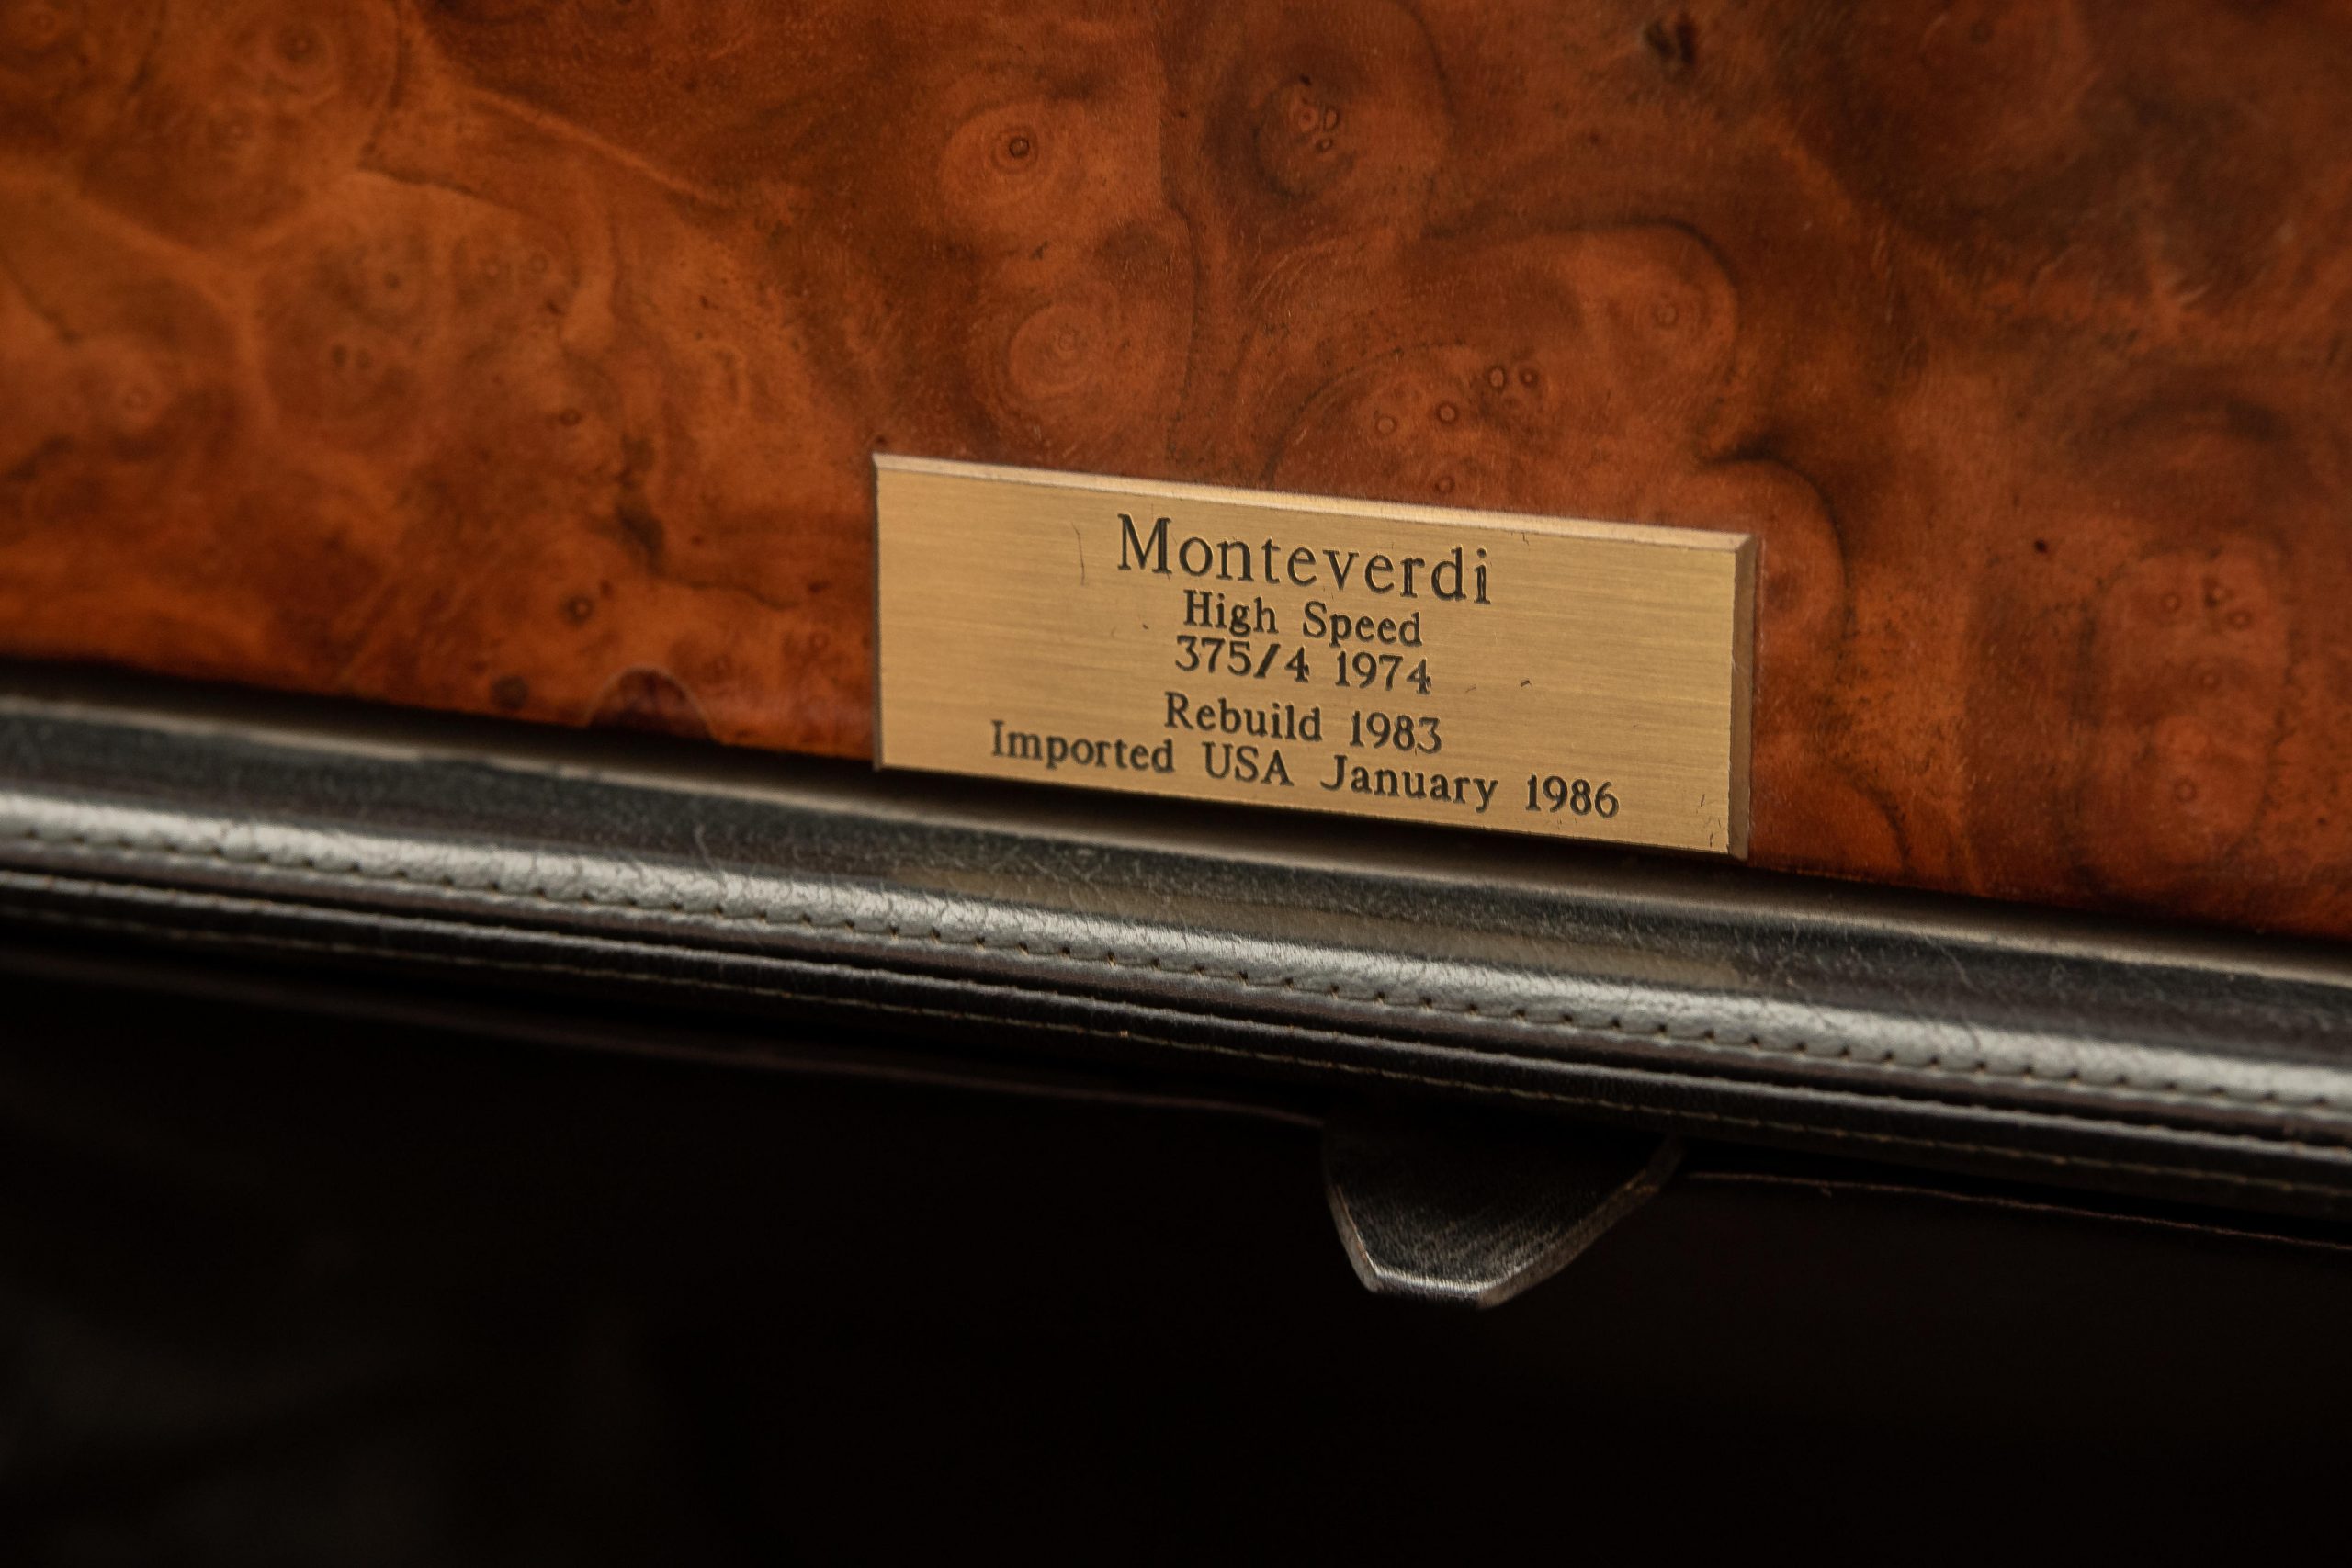 Monteverdi
High Speed
375/4 1974
Rebuild 1983
Imported USA January 1986